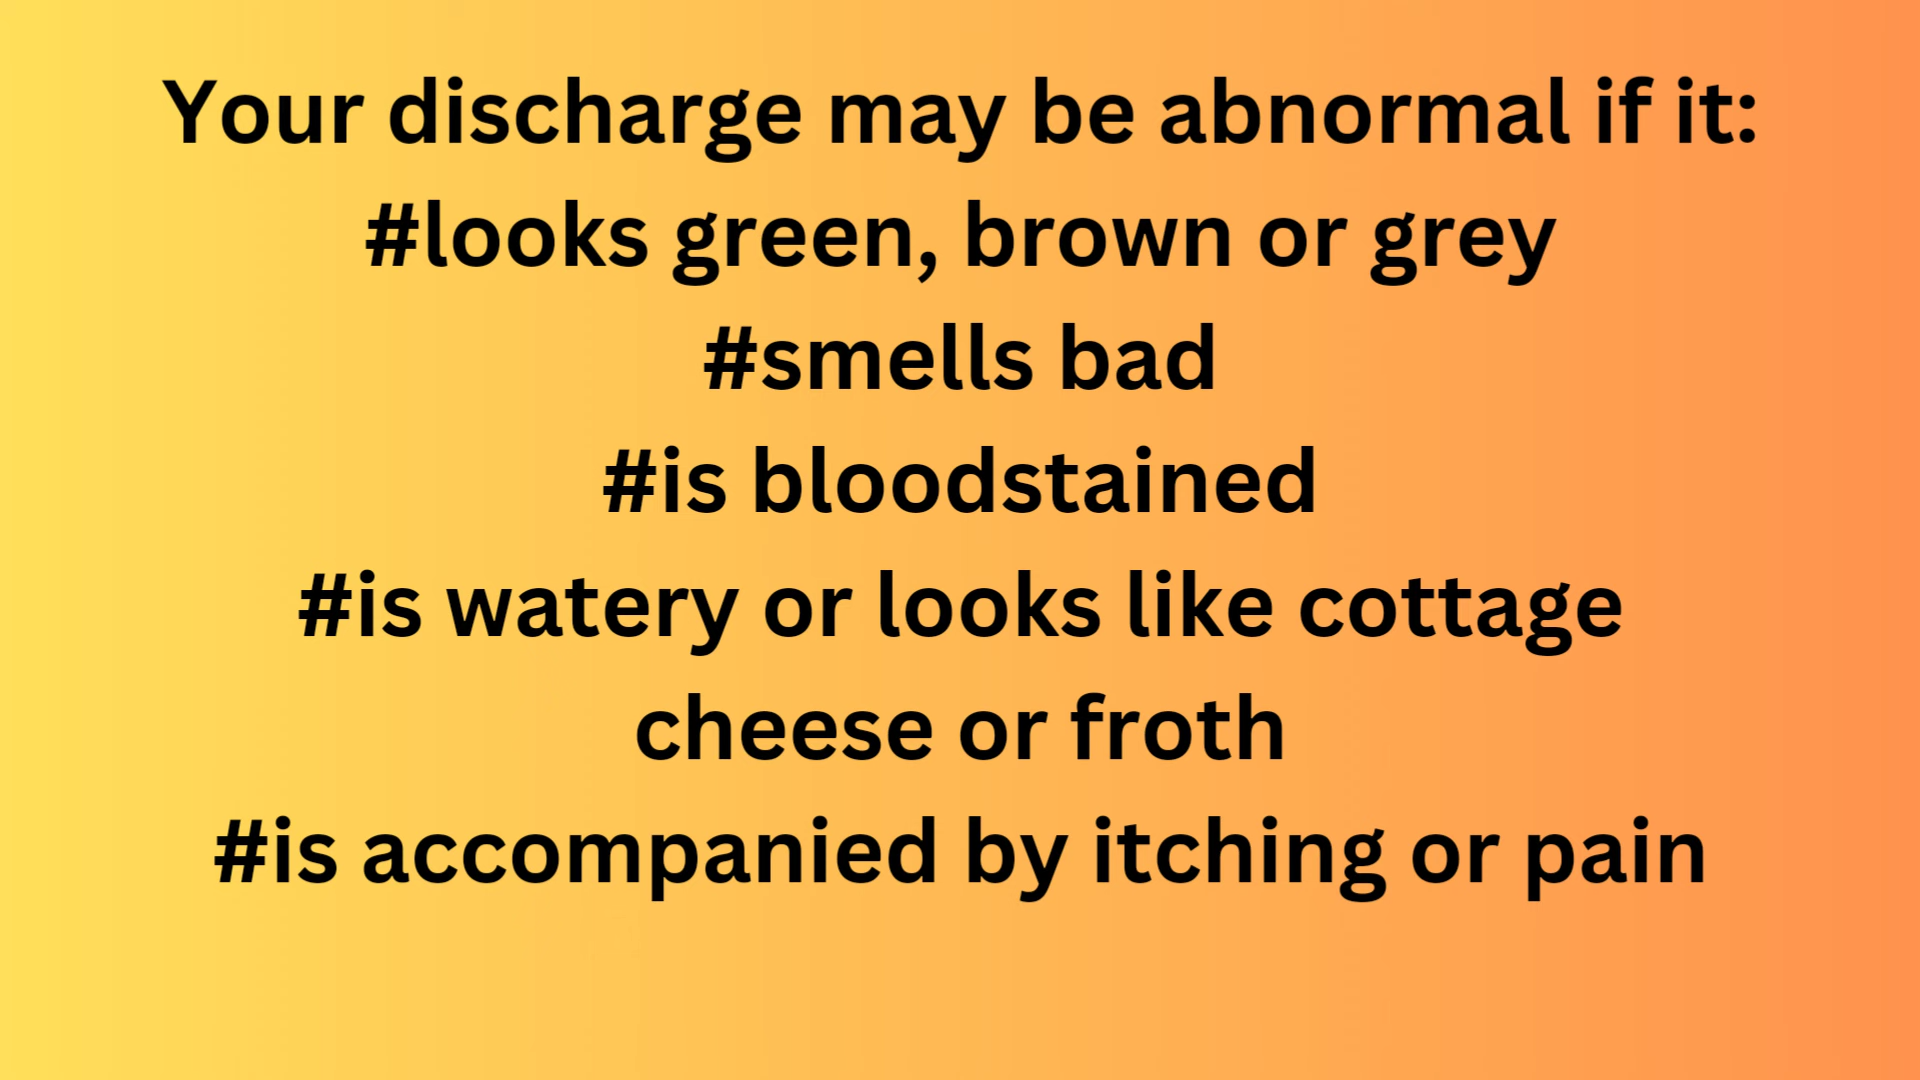 Your discharge may be abnormal if it:
#looks green, brown or grey
#smells bad
#is bloodstained
#is watery or looks like cottage
cheese or froth
#is accompanied by itching or pain